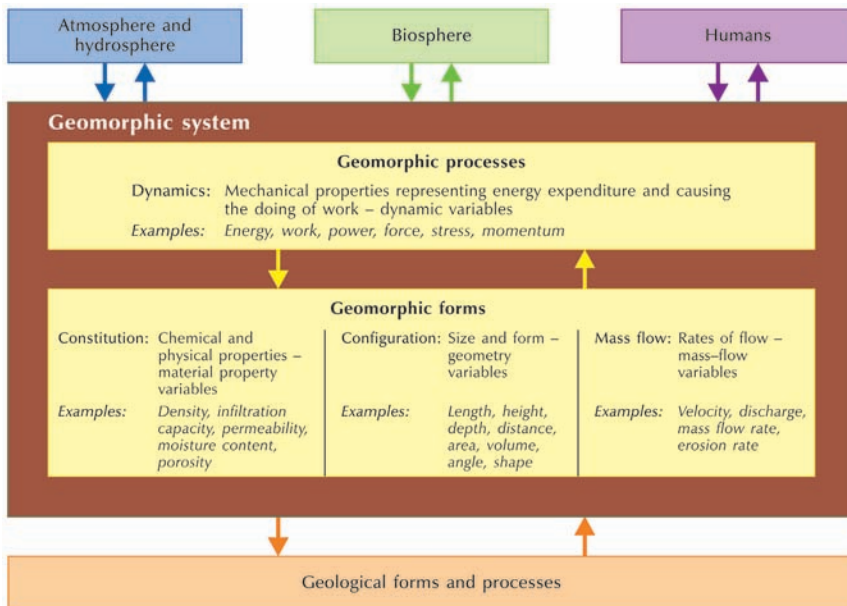 Atmosphere and
hydrosphere
Biosphere
Humans
Geomorphic system
Geomorphic processes
Dynamics: Mechanical properties representing energy expenditure and causing
the doing of work – dynamic variables
Examples: Energy, work, power, force, stress, momentum
Geomorphic forms
Constitution: Chemical and
physical properties –
material property
variables
Examples: Density, infiltration
capacity, permeability,
moisture content,
porosity
Configuration: Size and form –
geometry
variables
Examples: Length, height,
depth, distance,
area, volume,
angle, shape
Mass flow: Rates of flow –
mass–flow
variables
Examples: Velocity, discharge,
mass flow rate,
erosion rate
Geological forms and processes